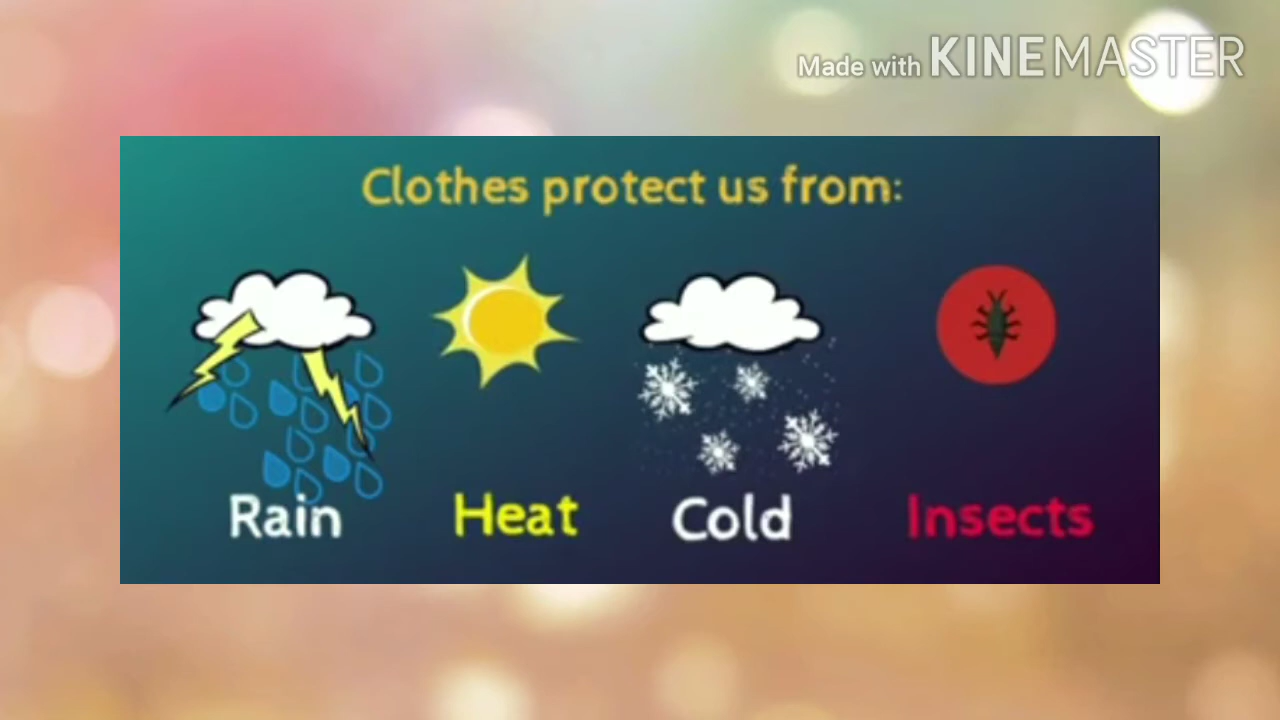 Made with KINEMASTER
Clothes protect us from:
Rain Heat Cold Insects